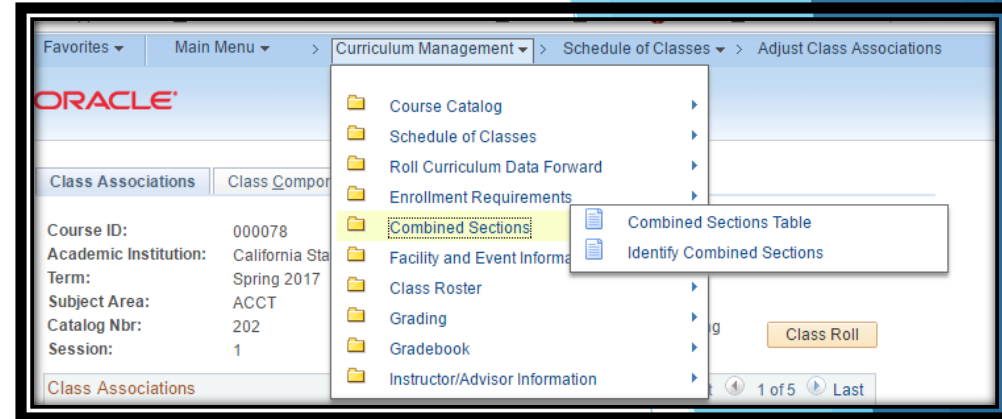 Favorites Main Menu > Curriculum Management > Schedule of Classes > Adjust Class Associations
ORACLE
Course Catalog
Schedule of Classes
Roll Curriculum Data Forward
Enrollment Requirements
Combined Sections
Combined Sections Table
Identify Combined Sections
Facility and Event
Class Roster
Grading
Gradebook
Instructor/Advisor Information
Class Associations Class
Course ID: 000078
Academic Institution: California
Term: Spring 2017
Subject Area: ACCT
Catalog Nbr: 202
Session: 1
Class Roll
Class Associations 1 of 5 Last